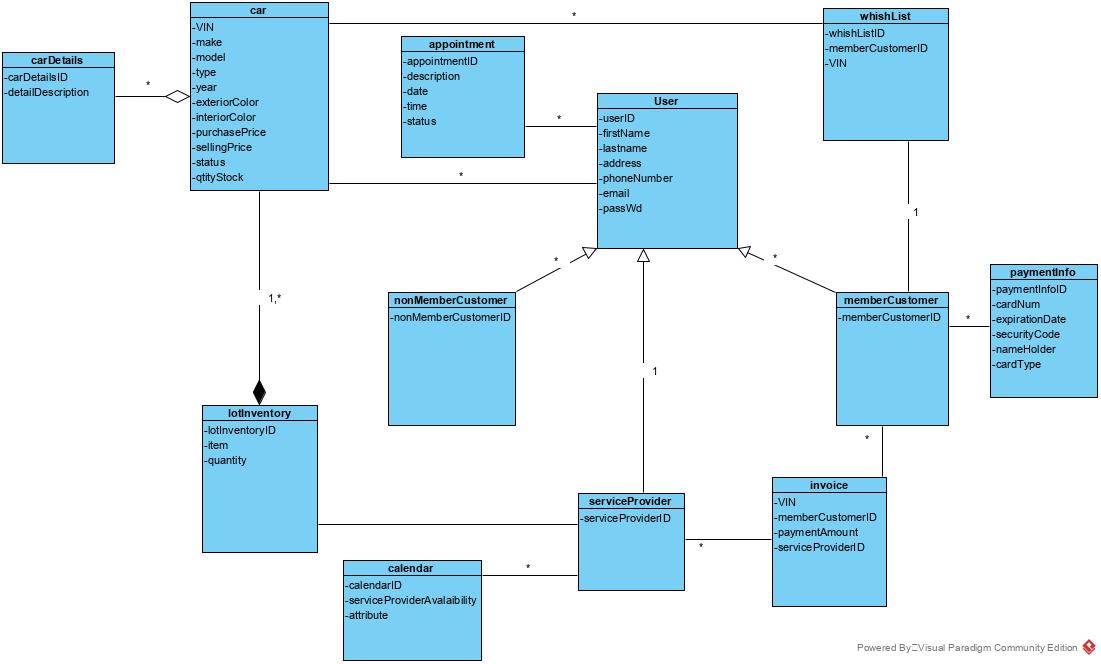 car
-VIN
-make
-model
-type
-year
-exteriorColor
-interiorColor
-purchasePrice
-sellingPrice
-status
-qtityStock
*
whishList
-whishListID
-memberCustomerID
-VIN
carDetails
-carDetailsID
-detailDescription
*
appointment
-appointmentID
-description
-date
-time
-status
*
User
-userID
-firstName
-lastname
-address
-phoneNumber
-email
-passWd
*
1
*
*
1,*
nonMemberCustomer
-nonMemberCustomerID
memberCustomer
-memberCustomerID
*
paymentInfo
-paymentInfoID
-cardNum
-expirationDate
-securityCode
-nameHolder
-cardType
1
lotInventory
-lotInventoryID
-item
-quantity
*
serviceProvider
-serviceProviderID
*
invoice
-VIN
-memberCustomerID
-paymentAmount
-serviceProviderID
calendar
-calendarID
-serviceProviderAvalaibility
-attribute
*
Powered By Visual Paradigm Community Edition